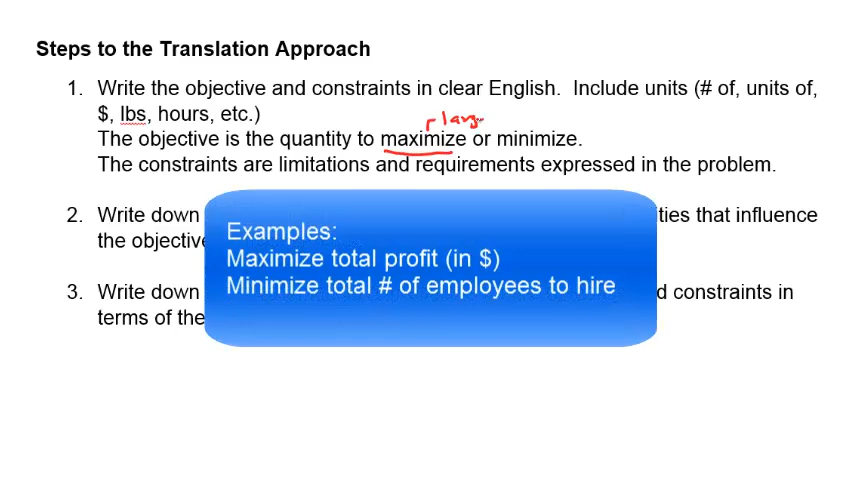 Steps to the Translation Approach
1. Write the objective and constraints in clear English. Include units (# of, units of,
$, lbs, hours, etc.)
The objective is the quantity to maximize or minimize.
The constraints are limitations and requirements expressed in the problem.
2. Write down ities that influence
the objective
3. Write down d constraints in
terms of the
Examples:
Maximize total profit (in $)
Minimize total # of employees to hire